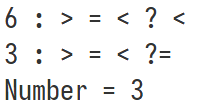 6 : > = < ? <
3 : > = < ?=
Number = 3